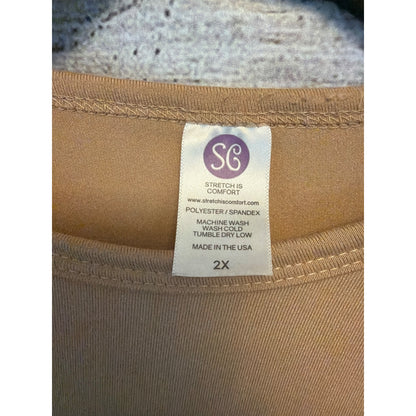 SC
STRETCH IS
COMFORT
www.stretchiscomfort.com
POLYESTER / SPANDEX
MACHINE WASH
WASH COLD
TUMBLE DRY LOW
MADE IN THE USA
2X